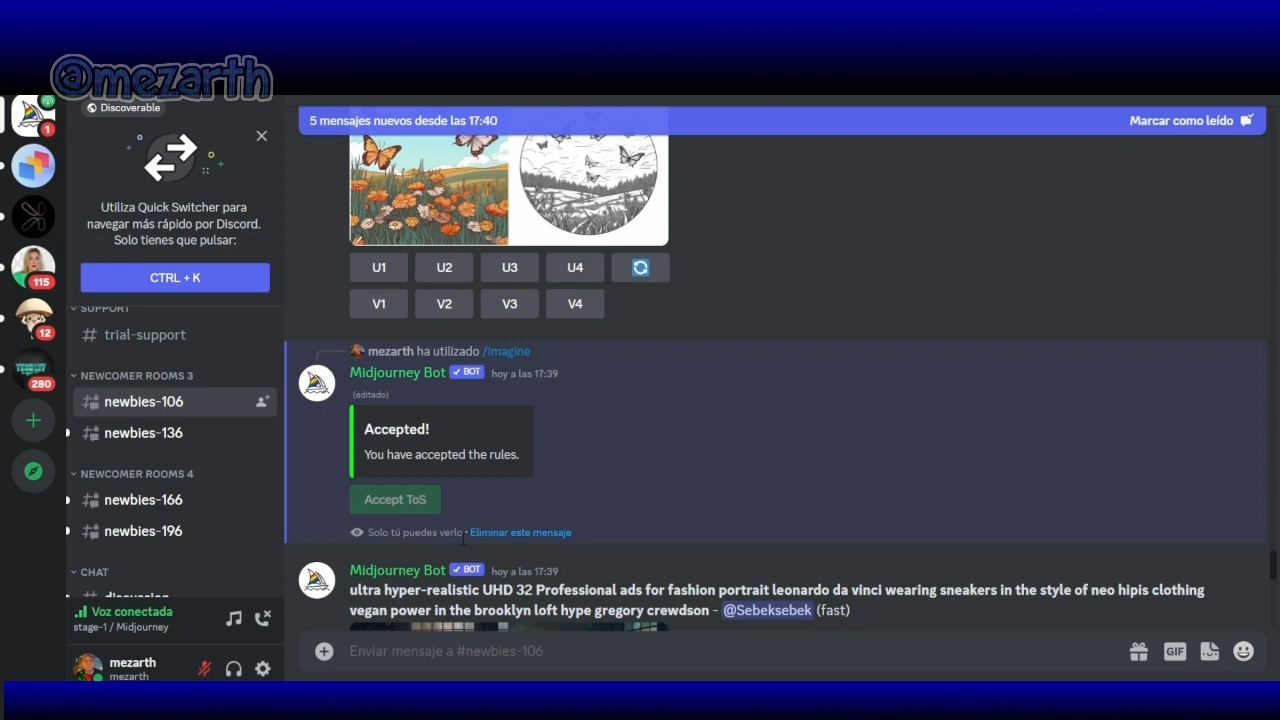 @mezarth
Discoverable
Utiliza Quick Switcher para
navegar más rápido por Discord.
Solo tienes que pulsar:
CTRL + K
SUPPORT
trial-support
NEWCOMER ROOMS 3
newbies-106
newbies-136
NEWCOMER ROOMS 4
newbies-166
newbies-196
CHAT
discussion
Voz conectada
stage-1 / Midjourney
mezarth
mezarth
1
115
12
280
5 mensajes nuevos desde las 17:40
Marcar como leído
U1 U2 U3 U4
V1 V2 V3 V4
mezarth ha utilizado /imagine
Midjourney Bot BOT hoy a las 17:39
(editado)
Accepted!
You have accepted the rules.
Accept ToS
Solo tú puedes verlo • Eliminar este mensaje
Midjourney Bot BOT hoy a las 17:39
ultra hyper-realistic UHD 32 Professional ads for fashion portrait leonardo da vinci wearing sneakers in the style of neo hipis clothing
vegan power in the brooklyn loft hype gregory crewdson - @Sebeksebek (fast)
Enviar mensaje a #newbies-106
GIF